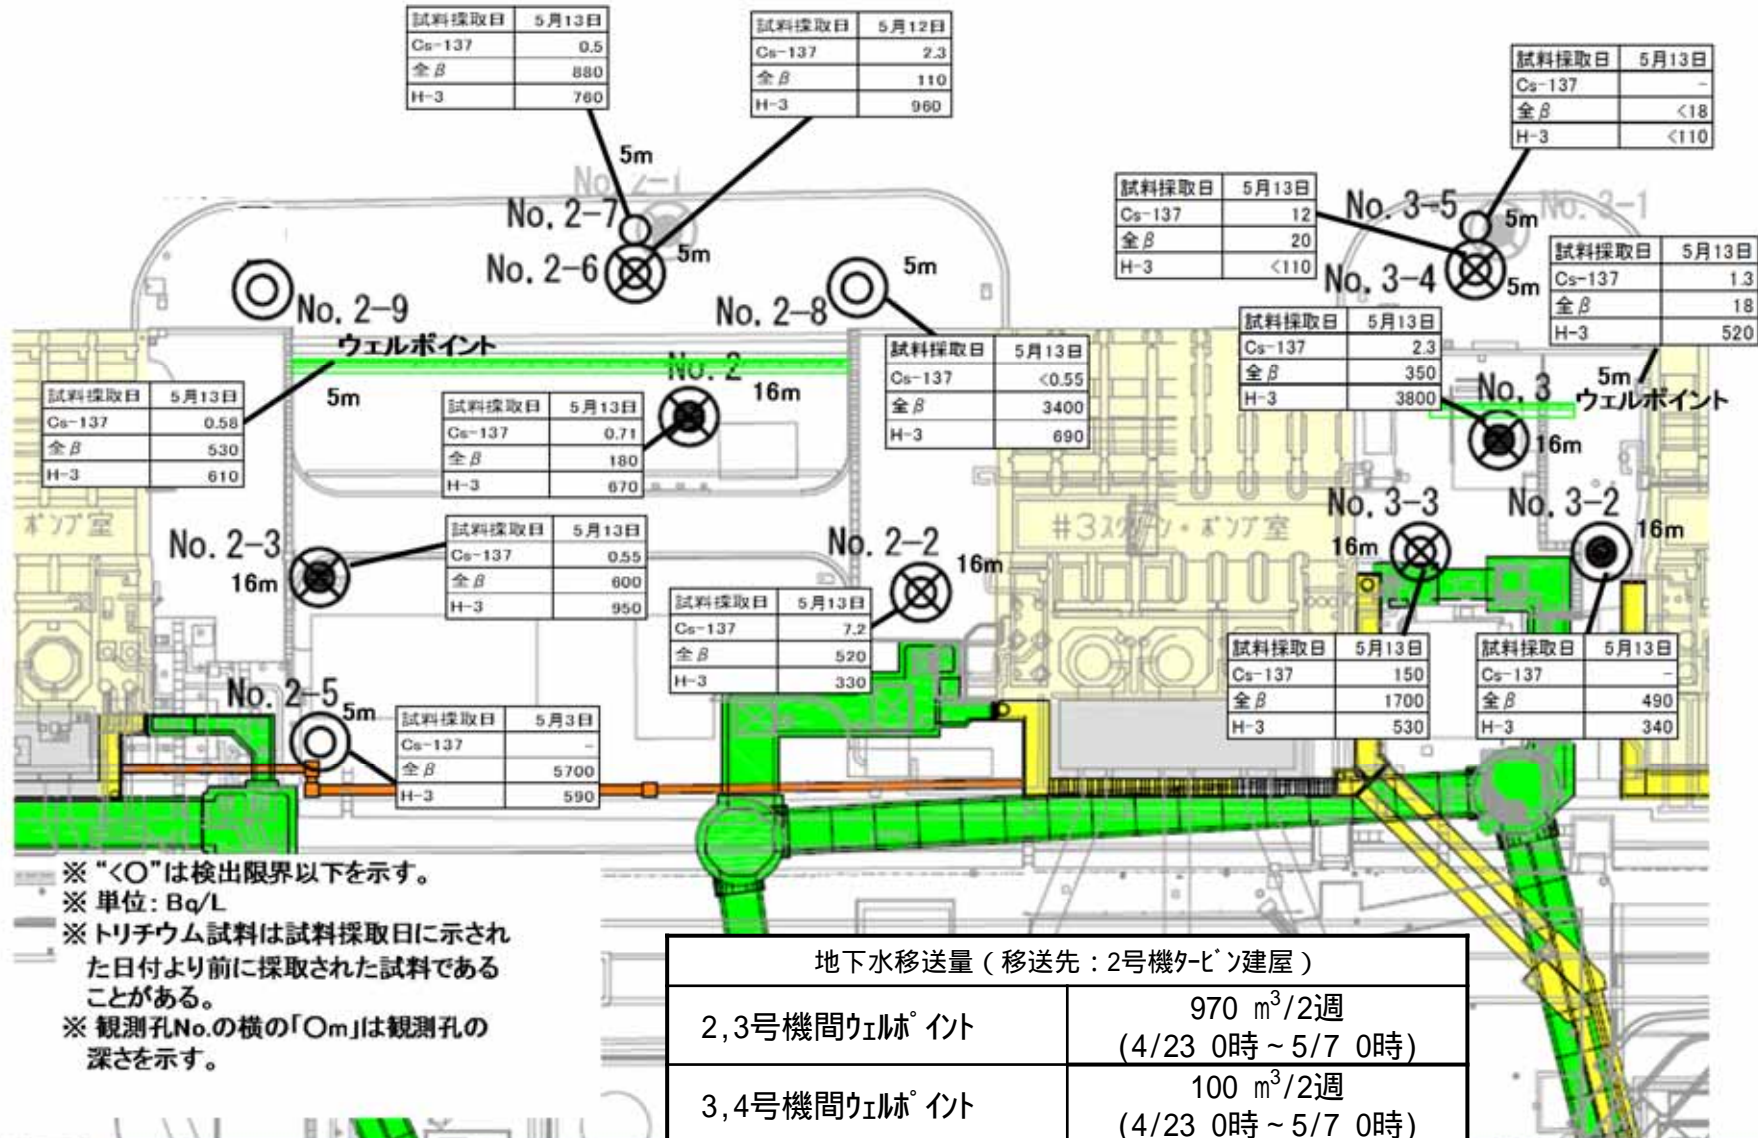 試料採取日 5月13日
Cs-137 0.5
全β 880
H-3 760
試料採取日 5月12日
Cs-137 2.3
全β 110
H-3 960
試料採取日 5月13日
Cs-137 -
全β <18
H-3 <110
5m
No. 2-1
No. 2-7
5m
No. 2-6
試料採取日 5月13日
Cs-137 12
全β 20
H-3 <110
No. 3-5
5m
No. 3-1
No. 3-4
5m
試料採取日 5月13日
Cs-137 1.3
全β 18
H-3 520
No. 2-9
No. 2-8
5m
ウェルポイント
5m
試料採取日 5月13日
Cs-137 0.58
全β 530
H-3 610
No. 2
16m
試料採取日 5月13日
Cs-137 0.71
全β 180
H-3 670
試料採取日 5月13日
Cs-137 <0.55
全β 3400
H-3 690
試料採取日 5月13日
Cs-137 2.3
全β 350
H-3 3800
No. 3
16m
5m
ウェルポイント
ポンプ室
No. 2-3
16m
試料採取日 5月13日
Cs-137 0.55
全β 600
H-3 950
No. 2-2
16m
試料採取日 5月13日
Cs-137 7.2
全β 520
H-3 330
#3スクリーン・ポンプ室
No. 3-3
16m
No. 3-2
16m
試料採取日 5月13日
Cs-137 150
全β 1700
H-3 530
試料採取日 5月13日
Cs-137 -
全β 490
H-3 340
No. 2-5
5m
試料採取日 5月3日
Cs-137 -
全β 5700
H-3 590
※ “<○”は検出限界以下を示す。
※ 単位:Bq/L
※ トリチウム試料は試料採取日に示され
た日付より前に採取された試料である
ことがある。
※ 観測孔No.の横の「○m」は観測孔の
深さを示す。
地下水移送量(移送先:2号機タービン建屋)
2,3号機間ウェルポイント 970 m³/2週
(4/23 0時~5/7 0時)
3,4号機間ウェルポイント 100 m³/2週
(4/23 0時~5/7 0時)